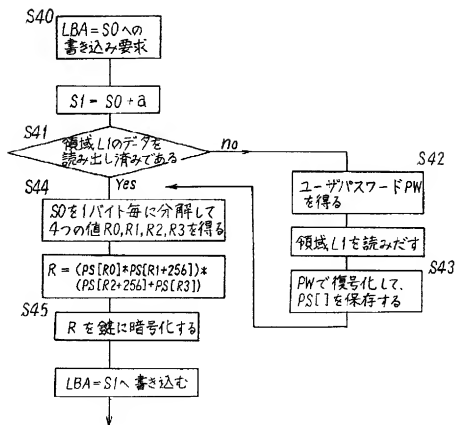 S40
LBA=S0への
書き込み要求
S1 = S0 + a
S41
領域L1のデータを
読み出し済みである
no
Yes
S42
ユーザパスワードPW
を得る
領域L1を読みだす
S43
PWで復号化して、
PS[]を保存する
S44
S0を1バイト毎に分解して
4つの値R0,R1,R2,R3を得る
R = (PS[R0]*PS[R1+256])*
(PS[R2+256]+PS[R3])
S45
Rを鍵に暗号化する
LBA=S1へ書き込む